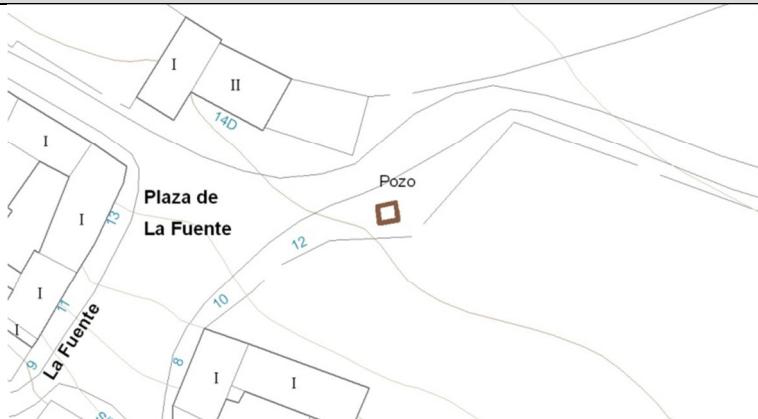 I
II
14D
I
Pozo
Plaza de
La Fuente
13
I
12
I
11
10
La Fuente
I
9
8
I
I